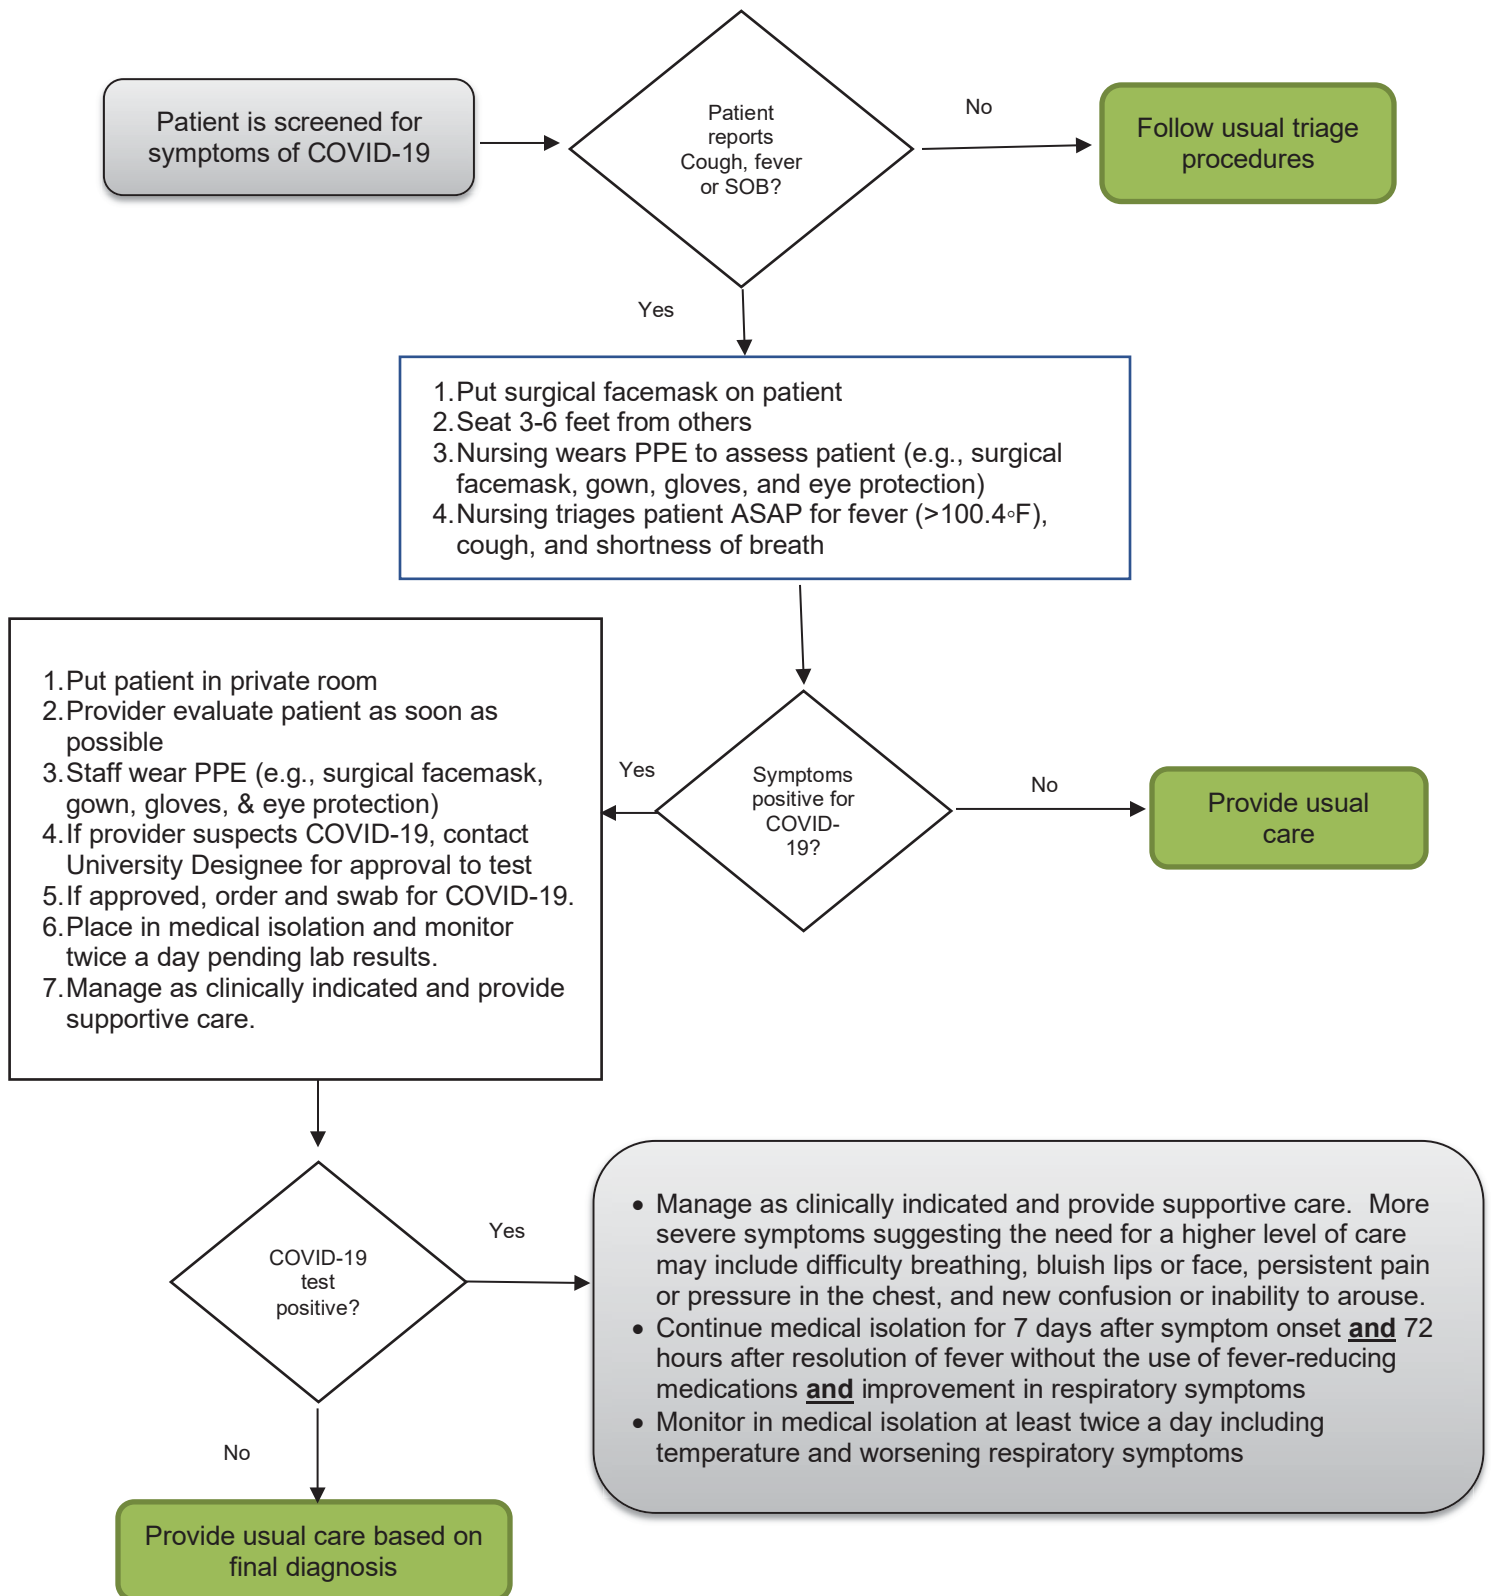 Patient is screened for
symptoms of COVID-19
Patient
reports
Cough, fever
or SOB?
No
Follow usual triage
procedures
Yes
1.Put surgical facemask on patient
2.Seat 3-6 feet from others
3.Nursing wears PPE to assess patient (e.g., surgical
facemask, gown, gloves, and eye protection)
4.Nursing triages patient ASAP for fever (>100.4◦F),
cough, and shortness of breath
1.Put patient in private room
2.Provider evaluate patient as soon as
possible
3.Staff wear PPE (e.g., surgical facemask,
gown, gloves, & eye protection)
4.If provider suspects COVID-19, contact
University Designee for approval to test
5.If approved, order and swab for COVID-19.
6.Place in medical isolation and monitor
twice a day pending lab results.
7.Manage as clinically indicated and provide
supportive care.
Yes
Symptoms
positive for
COVID-
19?
No
Provide usual
care
COVID-19
test
positive?
Yes
• Manage as clinically indicated and provide supportive care. More
severe symptoms suggesting the need for a higher level of care
may include difficulty breathing, bluish lips or face, persistent pain
or pressure in the chest, and new confusion or inability to arouse.
• Continue medical isolation for 7 days after symptom onset and 72
hours after resolution of fever without the use of fever-reducing
medications and improvement in respiratory symptoms
• Monitor in medical isolation at least twice a day including
temperature and worsening respiratory symptoms
No
Provide usual care based on
final diagnosis